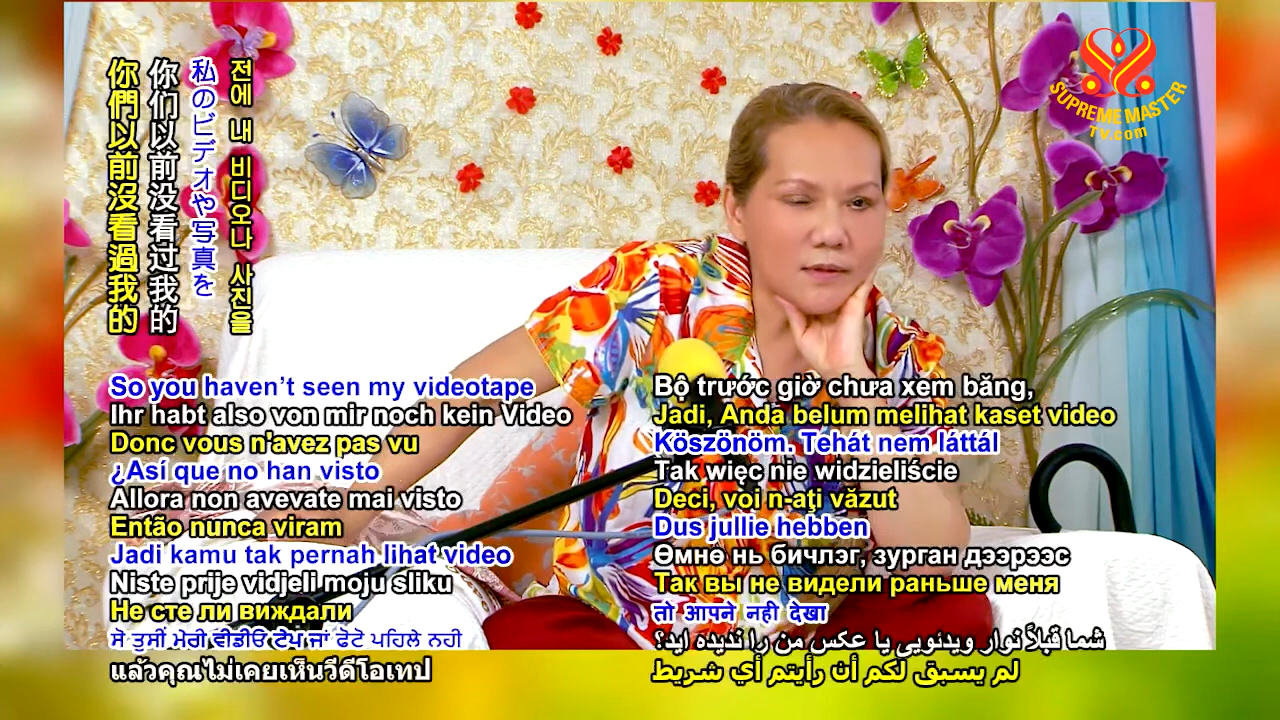 你們以前沒看過我的
你们以前没看过我的
私のビデオや写真を
전에 내 비디오나 사진을
SUPREME MASTER
TV.com
So you haven't seen my videotape
Ihr habt also von mir noch kein Video
Donc vous n'avez pas vu
¿Así que no han visto
Allora non avevate mai visto
Então nunca viram
Jadi kamu tak pernah lihat video
Niste prije vidjeli moju sliku
Не сте ли виждали
ਸੋ ਤੁਸੀਂ ਮੇਰੀ ਵੀਡੀਓ ਟੇਪ ਜਾਂ ਫੋਟੋ ਪਹਿਲੇ ਨਹੀ
แล้วคุณไม่เคยเห็นวีดีโอเทป
Bộ trước giờ chưa xem băng,
Jadi, Anda belum melihat kaset video
Köszönöm. Tehát nem láttál
Tak więc nie widzieliście
Deci, voi n-aţi văzut
Dus jullie hebben
Өмнө нь бичлэг, зурган дээрээс
Так вы не видели раньше меня
तो आपने नही देखा
شما قبلاً نوار ویدئویی یا عکس من را ندیده اید؟
لم يسبق لكم أن رأيتم أي شريط